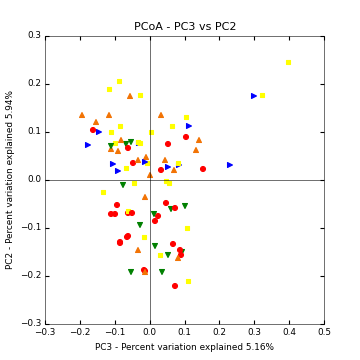 PCoA - PC3 vs PC2
0.3
0.2
0.1
0.0
−0.1
−0.2
−0.3
PC2 - Percent variation explained 5.94%
−0.3 −0.2 −0.1 0.0 0.1 0.2 0.3 0.4 0.5
PC3 - Percent variation explained 5.16%